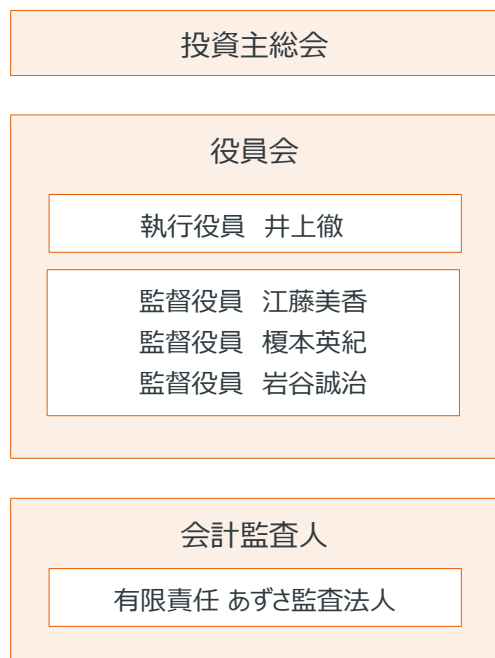 投資主総会
役員会
執行役員 井上徹
監督役員 江藤美香
監督役員 榎本英紀
監督役員 岩谷誠治
会計監査人
有限責任 あずさ監査法人